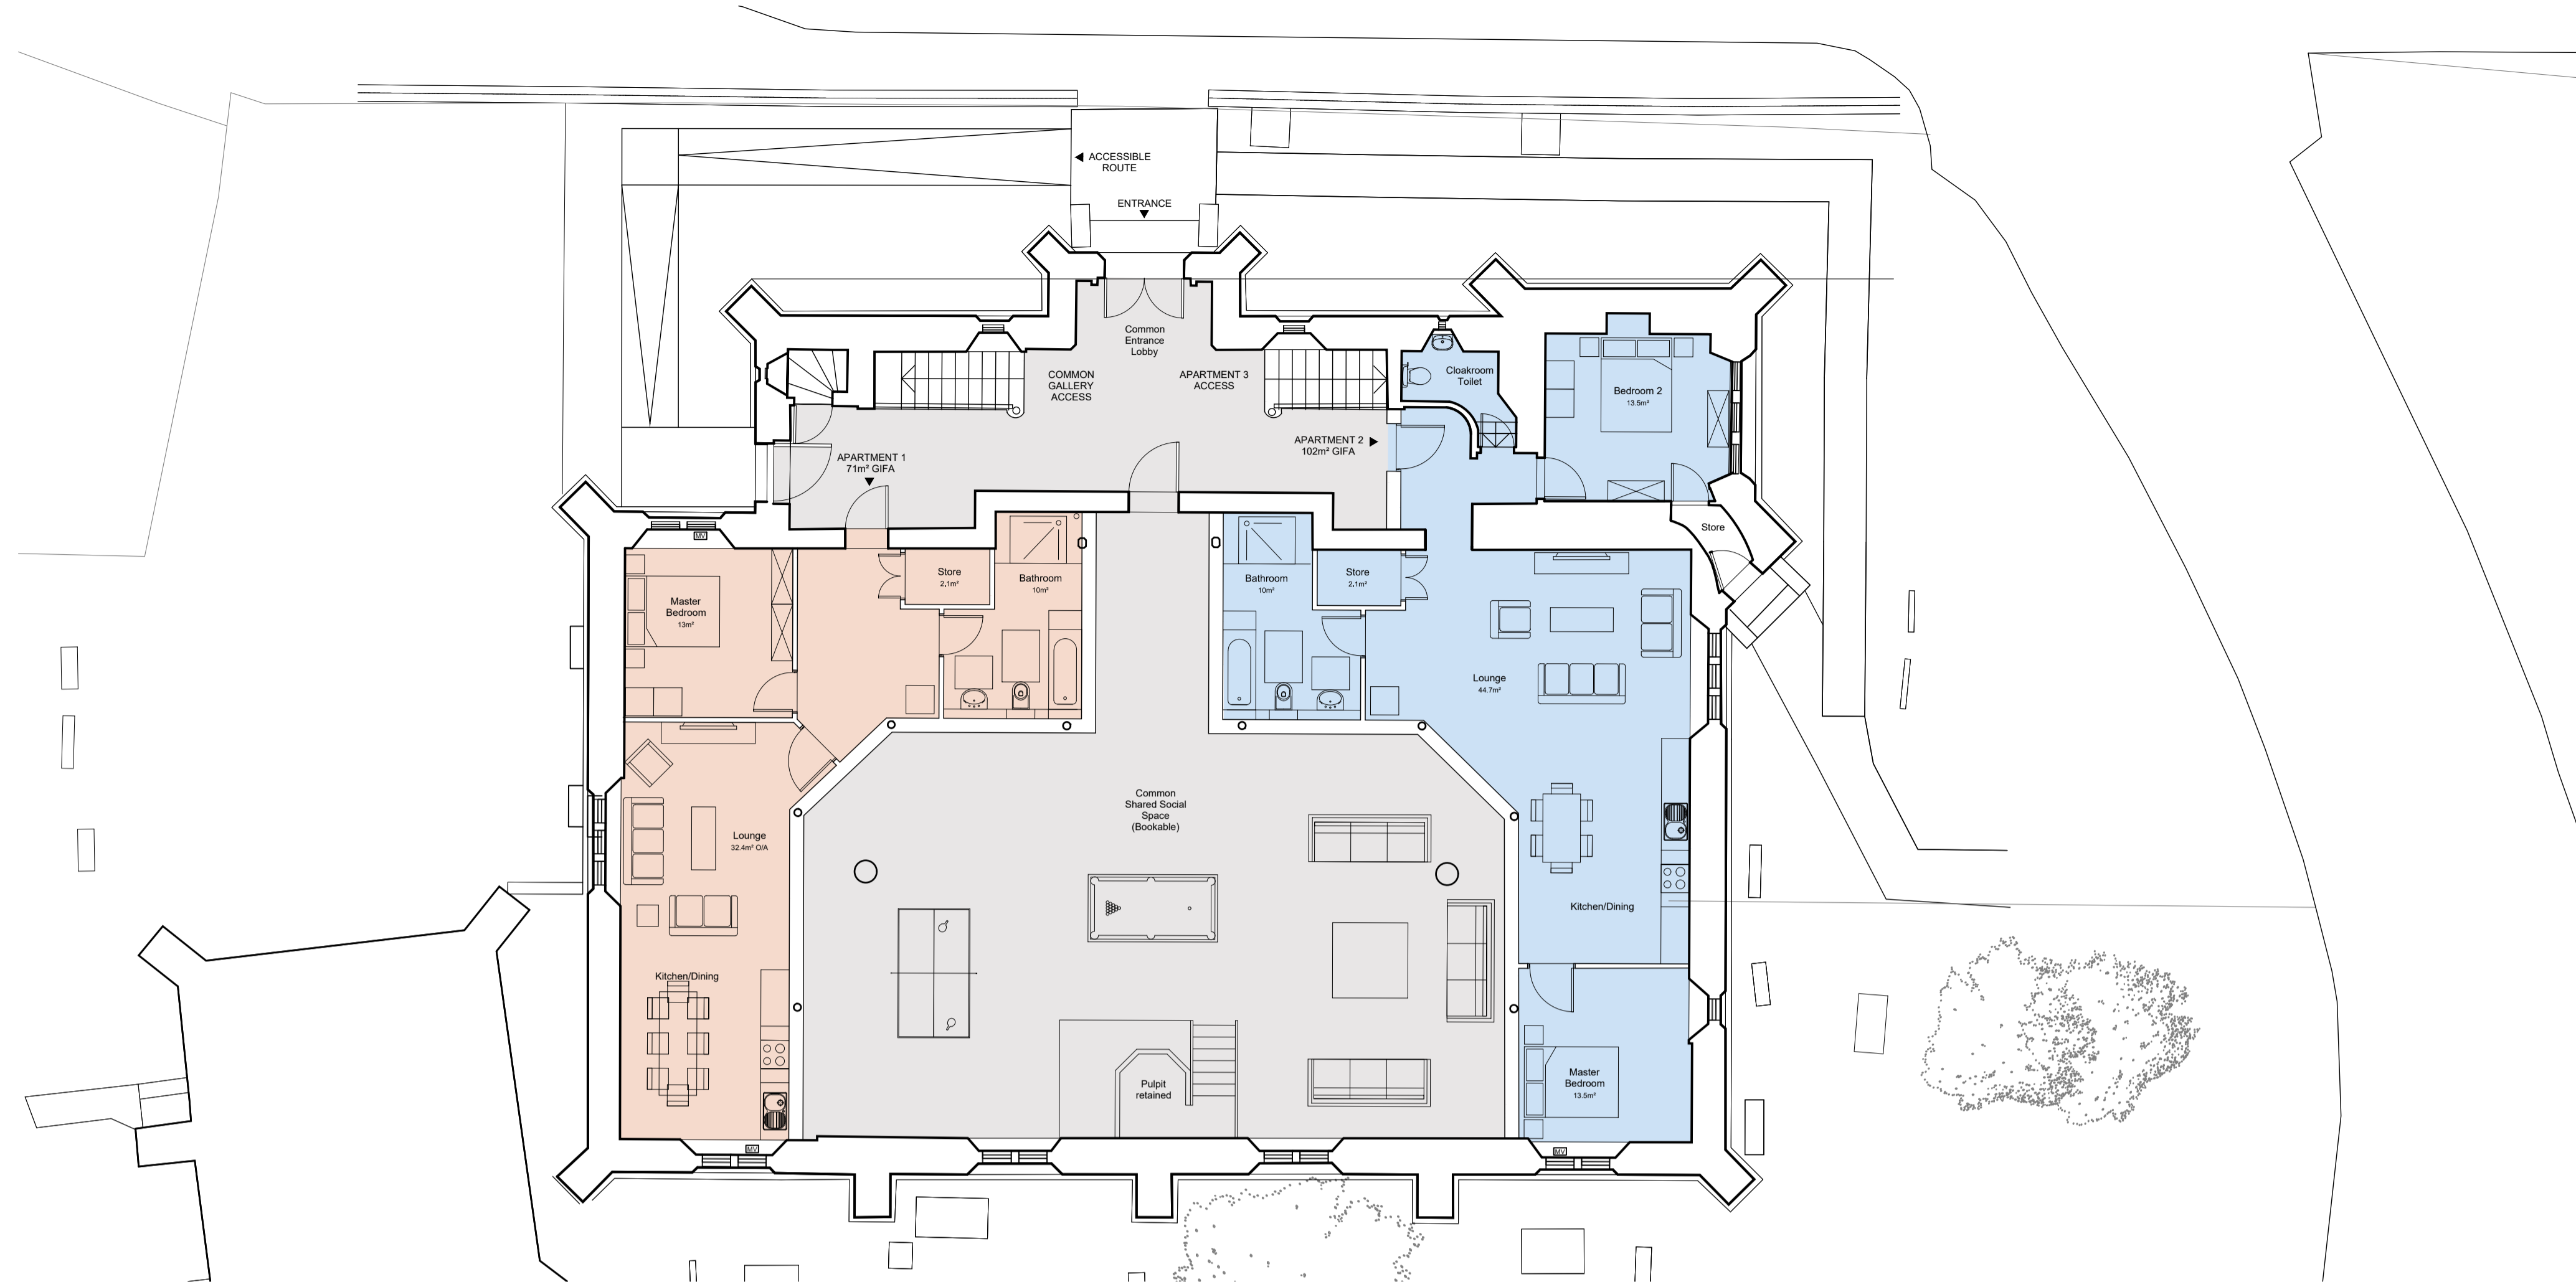 ACCESSIBLE
ROUTE
ENTRANCE
Common
Entrance
Lobby
COMMON
GALLERY
ACCESS
APARTMENT 3
ACCESS
Cloakroom
Toilet
Bedroom 2
13.5m²
APARTMENT 1
71m² GIFA
APARTMENT 2
102m² GIFA
MV
Store
Master
Bedroom
13m²
Store
2.1m²
Bathroom
10m²
Bathroom
10m²
Store
2.1m²
Lounge
44.7m²
Common
Shared Social
Space
(Bookable)
Lounge
32.4m² O/A
Kitchen/Dining
Kitchen/Dining
Pulpit
retained
Master
Bedroom
13.5m²
MV
MV